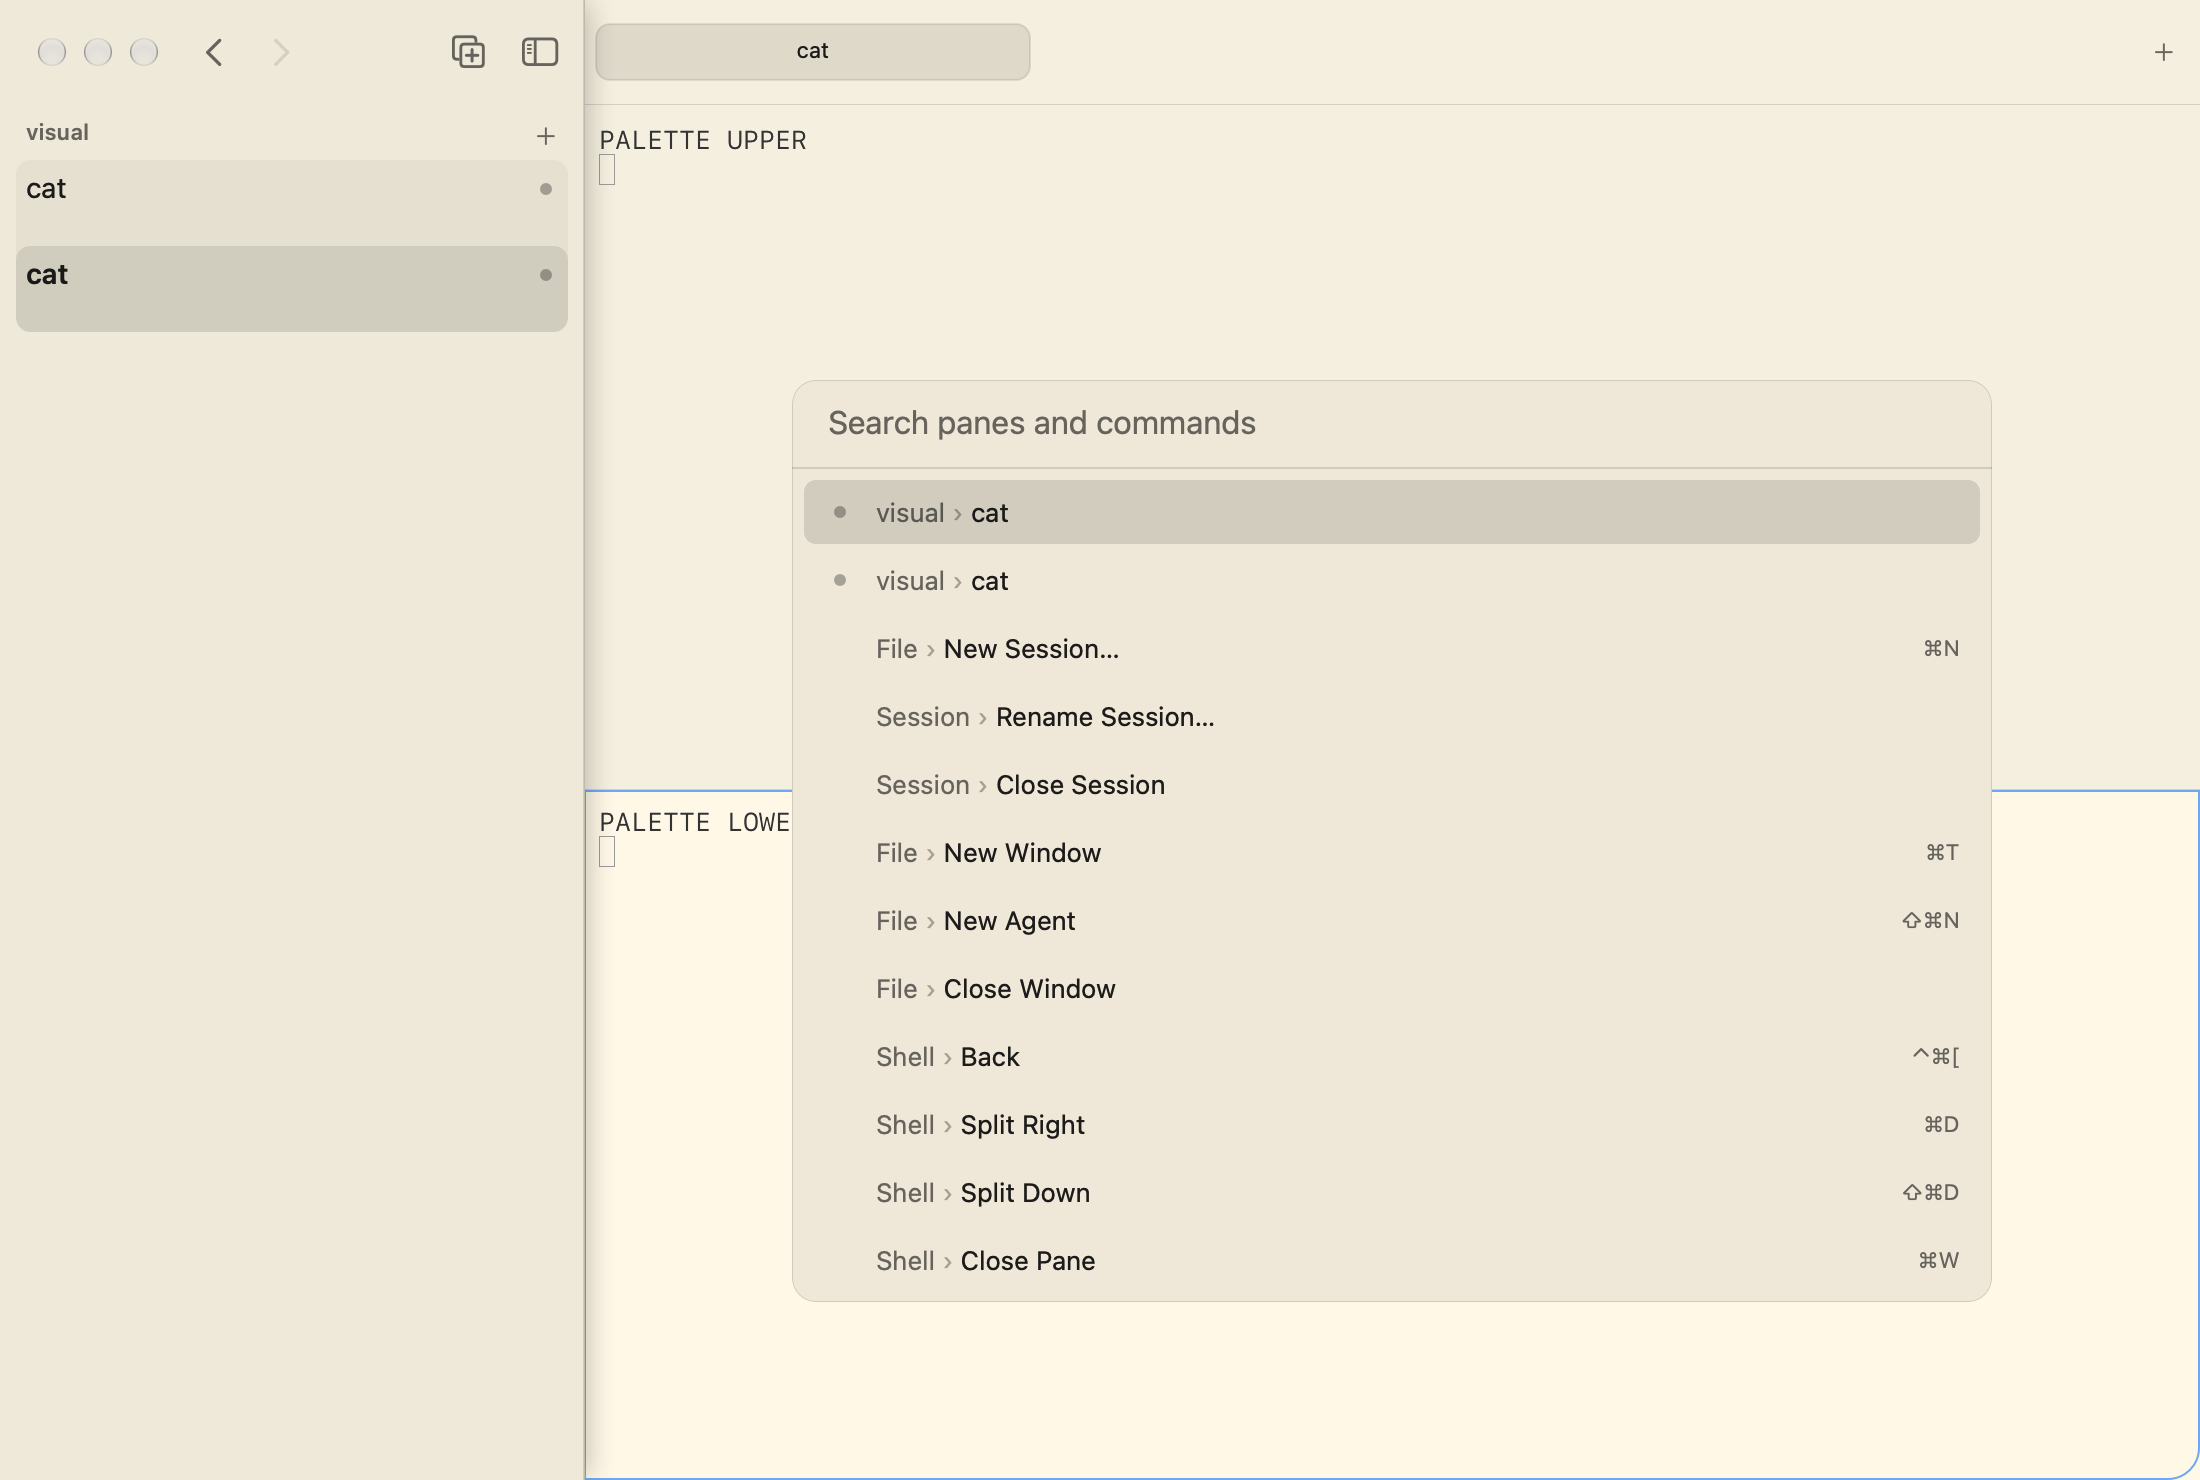 cat
visual
cat
cat
PALETTE UPPER
Search panes and commands
visual › cat
visual › cat
File › New Session... ⌘N
Session › Rename Session...
Session › Close Session
PALETTE LOWE
File › New Window ⌘T
File › New Agent ⇧⌘N
File › Close Window
Shell › Back ^⌘[
Shell › Split Right ⌘D
Shell › Split Down ⇧⌘D
Shell › Close Pane ⌘W